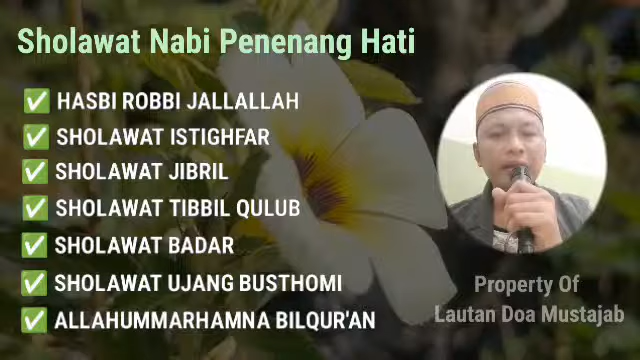 Sholawat Nabi Penenang Hati
✅ HASBI ROBBI JALLALLAH
✅ SHOLAWAT ISTIGHFAR
✅ SHOLAWAT JIBRIL
✅ SHOLAWAT TIBBIL QULUB
✅ SHOLAWAT BADAR
✅ SHOLAWAT UJANG BUSTHOMI
✅ ALLAHUMMARHAMNA BILQUR'AN
Property Of
Lautan Doa Mustajab